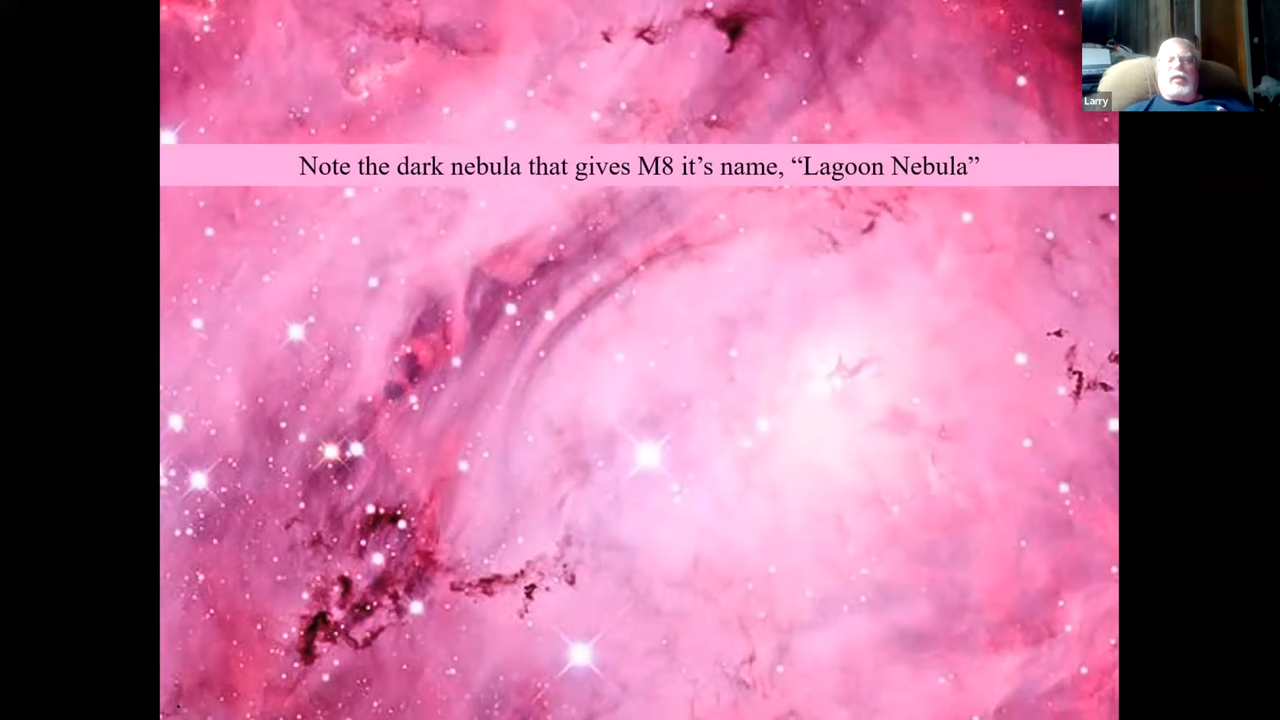 Larry
Note the dark nebula that gives M8 it’s name, “Lagoon Nebula”